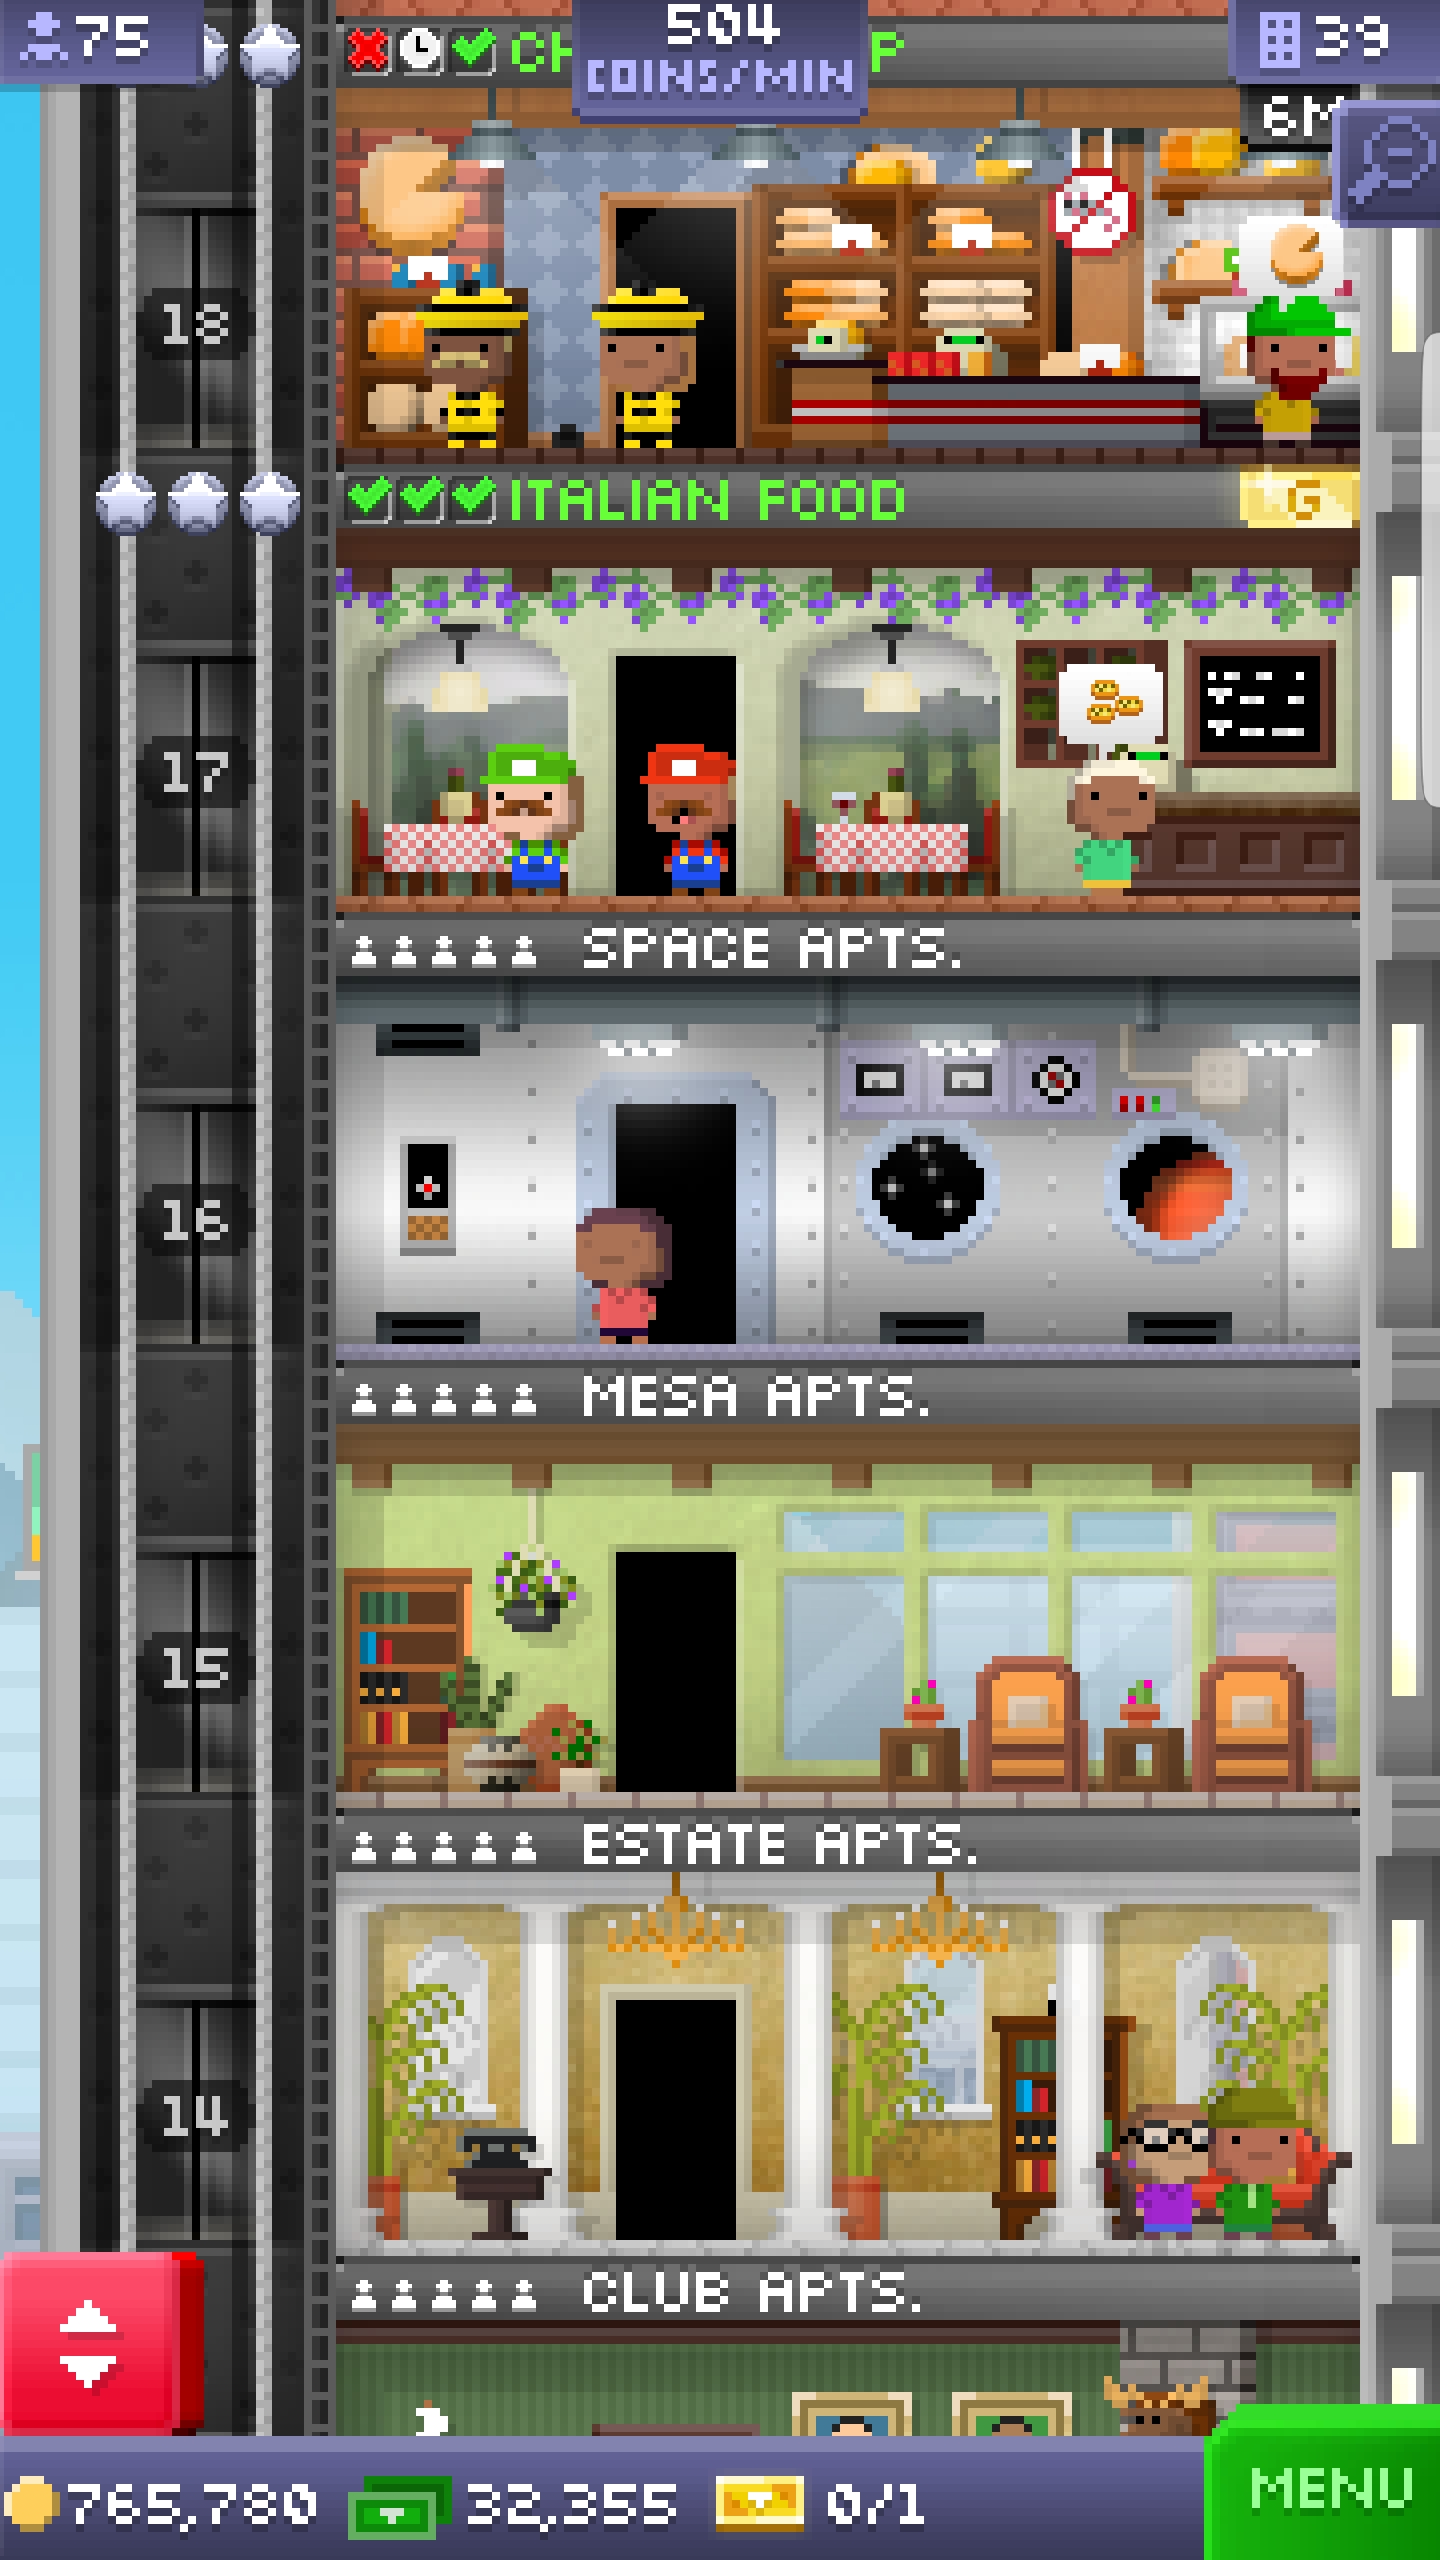 75
504
COINS/MIN
39
CH
P
6M
18
ITALIAN FOOD
G
17
SPACE APTS.
16
MESA APTS.
15
ESTATE APTS.
14
CLUB APTS.
765,780
32,355
0/1
MENU